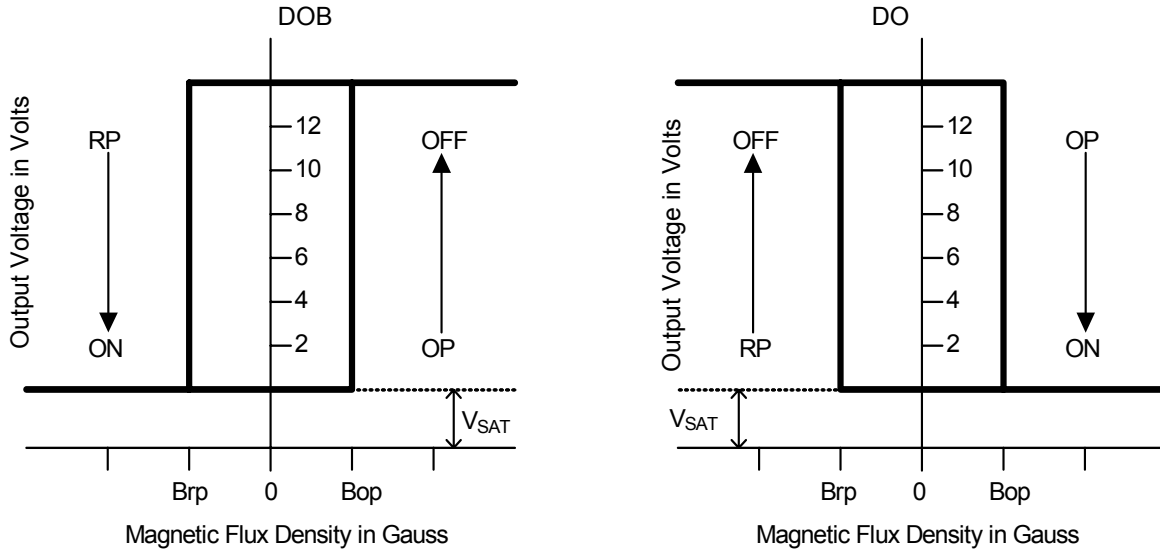 DOB
Output Voltage in Volts
12
10
8
6
4
2
RP
ON
OFF
OP
VSAT
Brp 0 Bop
Magnetic Flux Density in Gauss
DO
Output Voltage in Volts
12
10
8
6
4
2
OFF
RP
OP
ON
VSAT
Brp 0 Bop
Magnetic Flux Density in Gauss